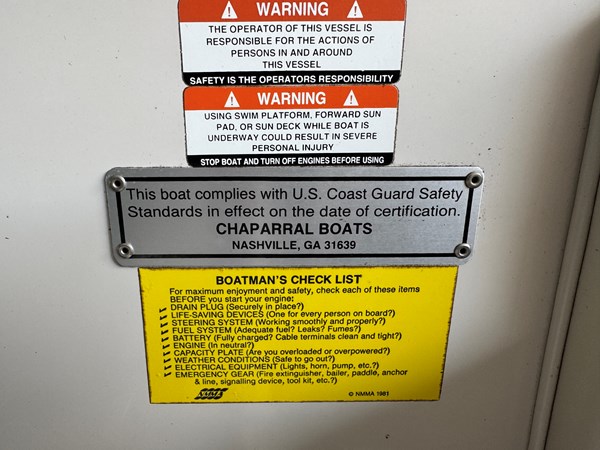 WARNING
THE OPERATOR OF THIS VESSEL IS
RESPONSIBLE FOR THE ACTIONS OF
PERSONS IN AND AROUND
THIS VESSEL
SAFETY IS THE OPERATORS RESPONSIBILITY
WARNING
USING SWIM PLATFORM, FORWARD SUN
PAD, OR SUN DECK WHILE BOAT IS
UNDERWAY COULD RESULT IN SEVERE
PERSONAL INJURY
STOP BOAT AND TURN OFF ENGINES BEFORE USING
This boat complies with U.S. Coast Guard Safety
Standards in effect on the date of certification.
CHAPARRAL BOATS
NASHVILLE, GA 31639
BOATMAN'S CHECK LIST
For maximum enjoyment and safety, check each of these items
BEFORE you start your engine:
DRAIN PLUG (Securely in place?)
LIFE-SAVING DEVICES (One for every person on board?)
STEERING SYSTEM (Working smoothly and properly?)
FUEL SYSTEM (Adequate fuel? Leaks? Fumes?)
BATTERY (Fully charged? Cable terminals clean and tight?)
ENGINE (In neutral?)
CAPACITY PLATE (Are you overloaded or overpowered?)
WEATHER CONDITIONS (Safe to go out?)
ELECTRICAL EQUIPMENT (Lights, horn, pump, etc.?)
EMERGENCY GEAR (Fire extinguisher, bailer, paddle, anchor
& line, signalling device, tool kit, etc.?)
NMMA
© NMMA 1981